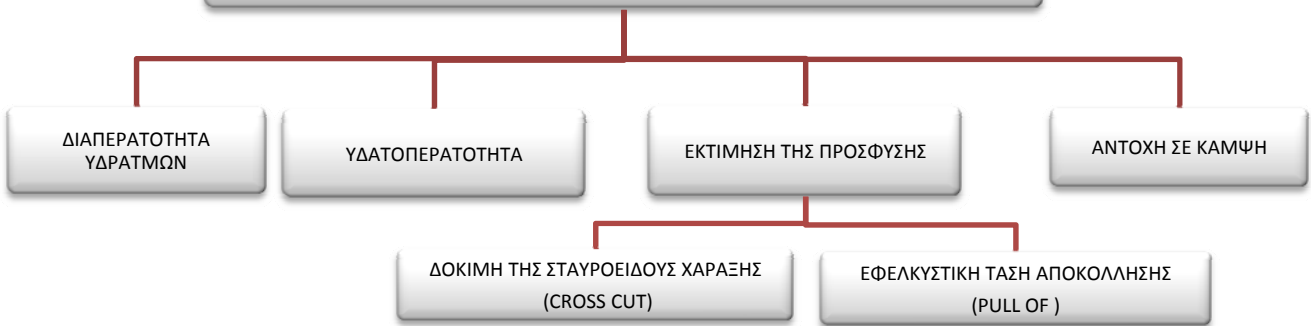 ΔΙΑΠΕΡΑΤΟΤΗΤΑ
ΥΔΡΑΤΜΩΝ
ΥΔΑΤΟΠΕΡΑΤΟΤΗΤΑ
ΕΚΤΙΜΗΣΗ ΤΗΣ ΠΡΟΣΦΥΣΗΣ
ΑΝΤΟΧΗ ΣΕ ΚΑΜΨΗ
ΔΟΚΙΜΗ ΤΗΣ ΣΤΑΥΡΟΕΙΔΟΥΣ ΧΑΡΑΞΗΣ
(CROSS CUT)
ΕΦΕΛΚΥΣΤΙΚΗ ΤΑΣΗ ΑΠΟΚΟΛΛΗΣΗΣ
(PULL OF )